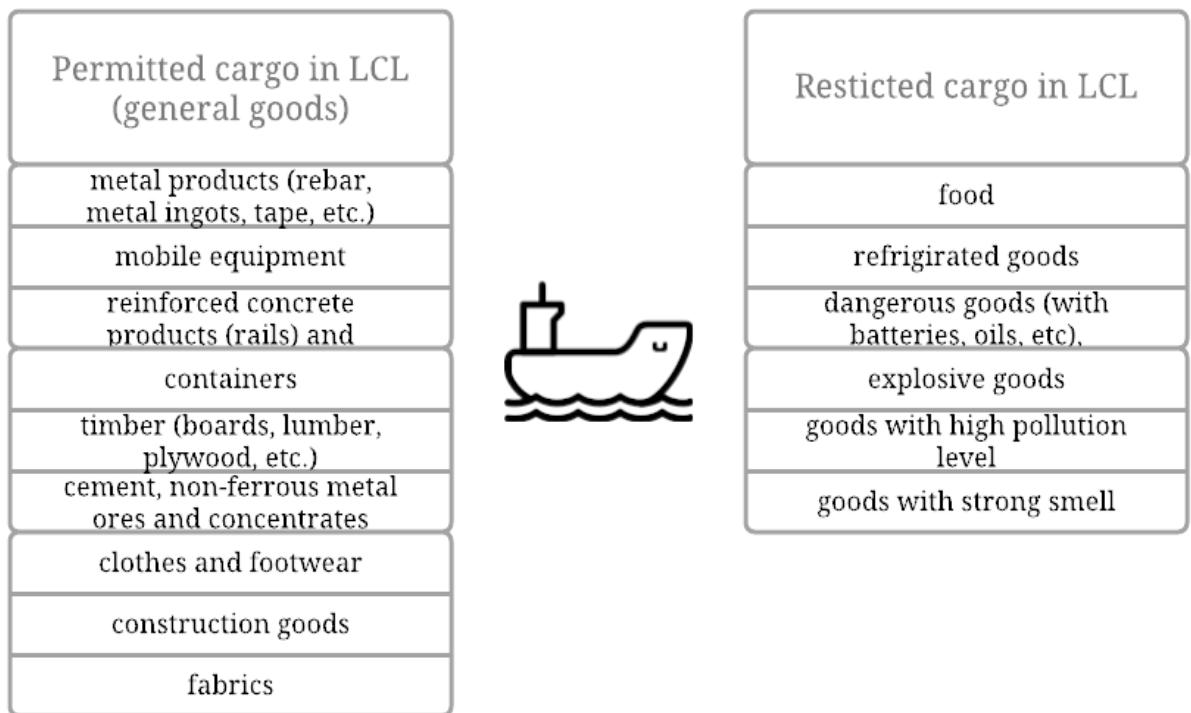 Permitted cargo in LCL
(general goods)
metal products (rebar,
metal ingots, tape, etc.)
mobile equipment
reinforced concrete
products (rails) and
containers
timber (boards, lumber,
plywood, etc.)
cement, non-ferrous metal
ores and concentrates
clothes and footwear
construction goods
fabrics
Resticted cargo in LCL
food
refrigirated goods
dangerous goods (with
batteries, oils, etc),
explosive goods
goods with high pollution
level
goods with strong smell